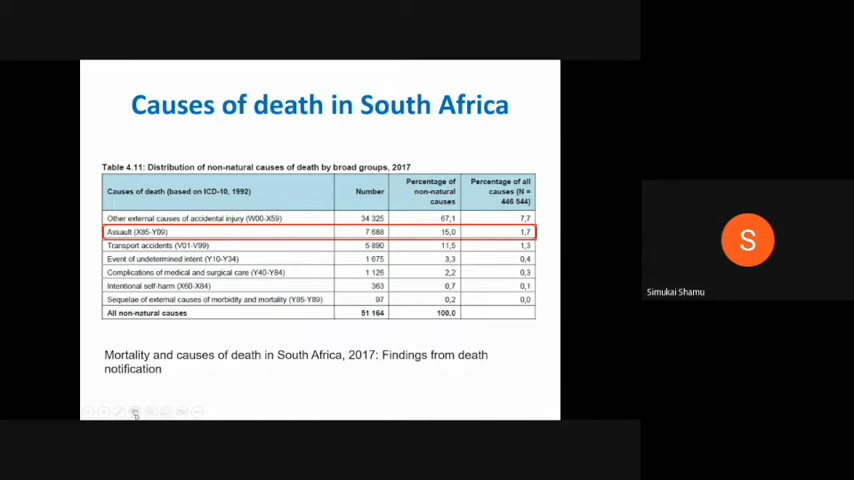 Causes of death in South Africa
Table 4.11: Distribution of non-natural causes of death by broad groups, 2017
Causes of death (based on ICD-10, 1992) Number Percentage of non-natural causes Percentage of all causes (N = 446 544)
Other external causes of accidental injury (W00-X59) 34 325 67,1 7,7
Assault (X85-Y09) 7 688 15,0 1,7
Transport accidents (V01-V99) 5 890 11,5 1,3
Event of undetermined intent (Y10-Y34) 1 675 3,3 0,4
Complications of medical and surgical care (Y40-Y84) 1 126 2,2 0,3
Intentional self-harm (X60-X84) 363 0,7 0,1
Sequelae of external causes of morbidity and mortality (Y85-Y89) 97 0,2 0,0
All non-natural causes 51 164 100,0
Mortality and causes of death in South Africa, 2017: Findings from death
notification
S
Simukai Shamu